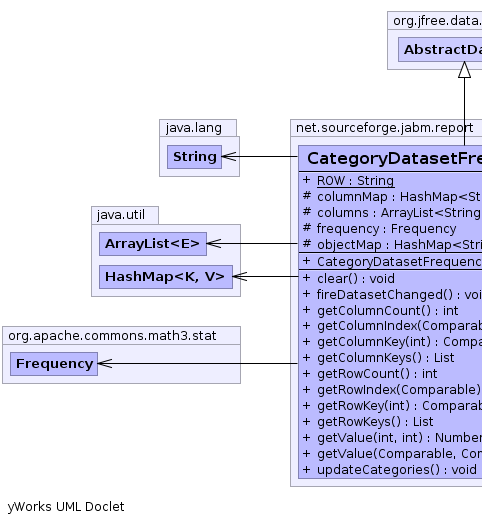 org.jfree.data.
AbstractDa
java.lang
String
net.sourceforge.jabm.report
CategoryDatasetFre
+ ROW : String
# columnMap : HashMap<St
# columns : ArrayList<String
# frequency : Frequency
# objectMap : HashMap<Stri
+ CategoryDatasetFrequenc
+ clear() : void
+ fireDatasetChanged() : voi
+ getColumnCount() : int
+ getColumnIndex(Comparab
+ getColumnKey(int) : Compa
+ getColumnKeys() : List
+ getRowCount() : int
+ getRowIndex(Comparable)
+ getRowKey(int) : Comparab
+ getRowKeys() : List
+ getValue(int, int) : Number
+ getValue(Comparable, Com
+ updateCategories() : void
java.util
ArrayList<E>
HashMap<K, V>
org.apache.commons.math3.stat
Frequency
yWorks UML Doclet